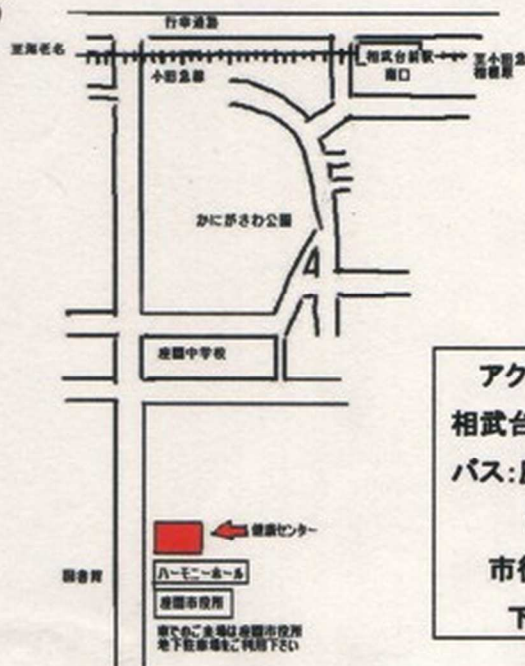 行幸道路
至海老名
相武台前駅
南口
至小田急
相模原
小田急線
かにがさわ公園
座間中学校
アク
相武台
バス:
市役
下
健康センター
ハーモニーホール
図書館
座間市役所
車でのご来場は座間市役所
地下駐車場をご利用下さい